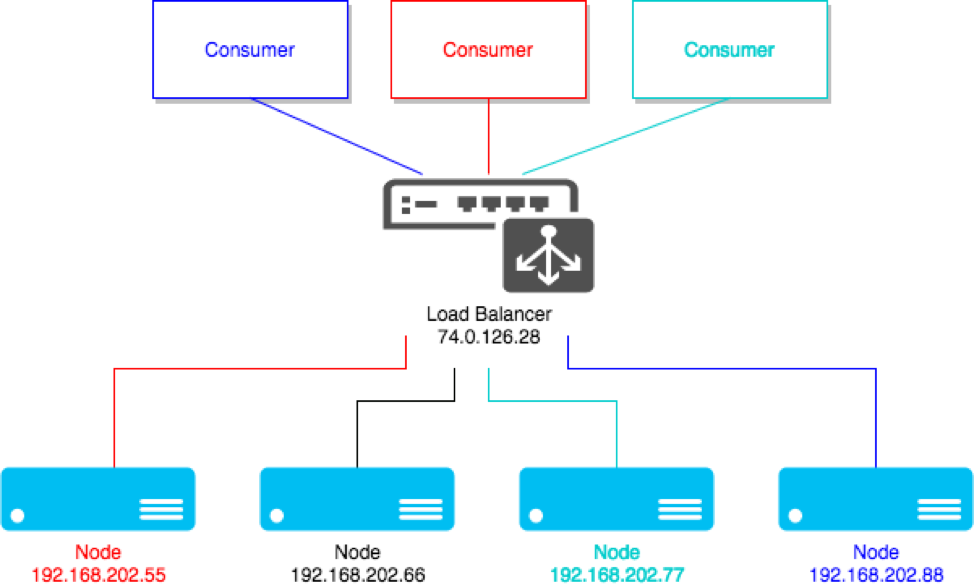 Consumer
Consumer
Consumer
Load Balancer
74.0.126.28
Node
192.168.202.55
Node
192.168.202.66
Node
192.168.202.77
Node
192.168.202.88